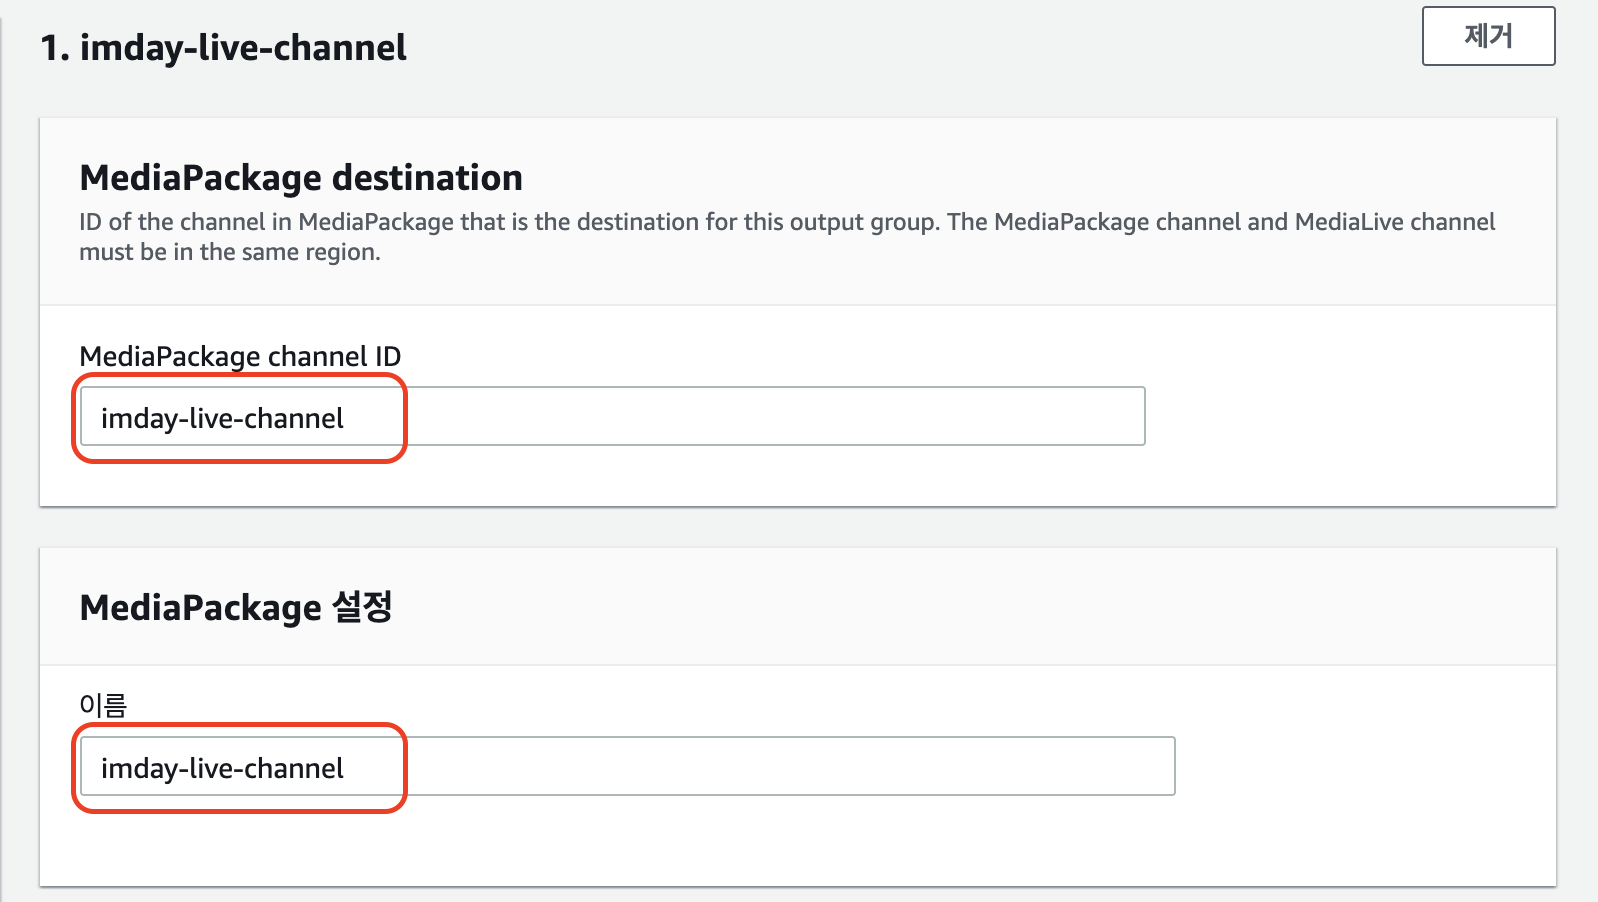 1. imday-live-channel
제거
MediaPackage destination
ID of the channel in MediaPackage that is the destination for this output group. The MediaPackage channel and MediaLive channel
must be in the same region.
MediaPackage channel ID
imday-live-channel
MediaPackage 설정
이름
imday-live-channel